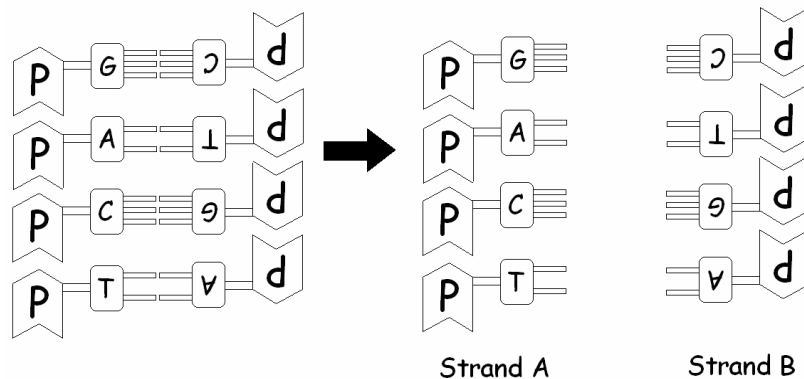 P G C P P G C P
P A T P P A T P
P C G P P C G P
P T A P P T A P
Strand A Strand B